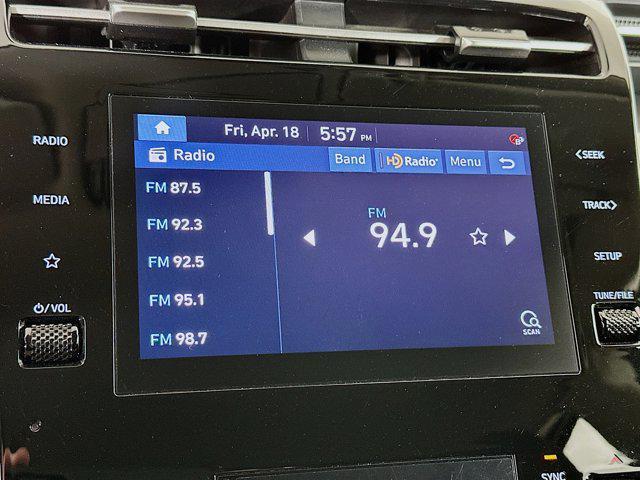 Fri, Apr. 18 5:57 PM
Radio Band HD Radio Menu
FM 87.5
FM 92.3
FM 92.5
FM 95.1
FM 98.7
FM
94.9
SCAN
RADIO
MEDIA
/VOL
<SEEK
TRACK>
SETUP
TUNE/FILE
SYNC